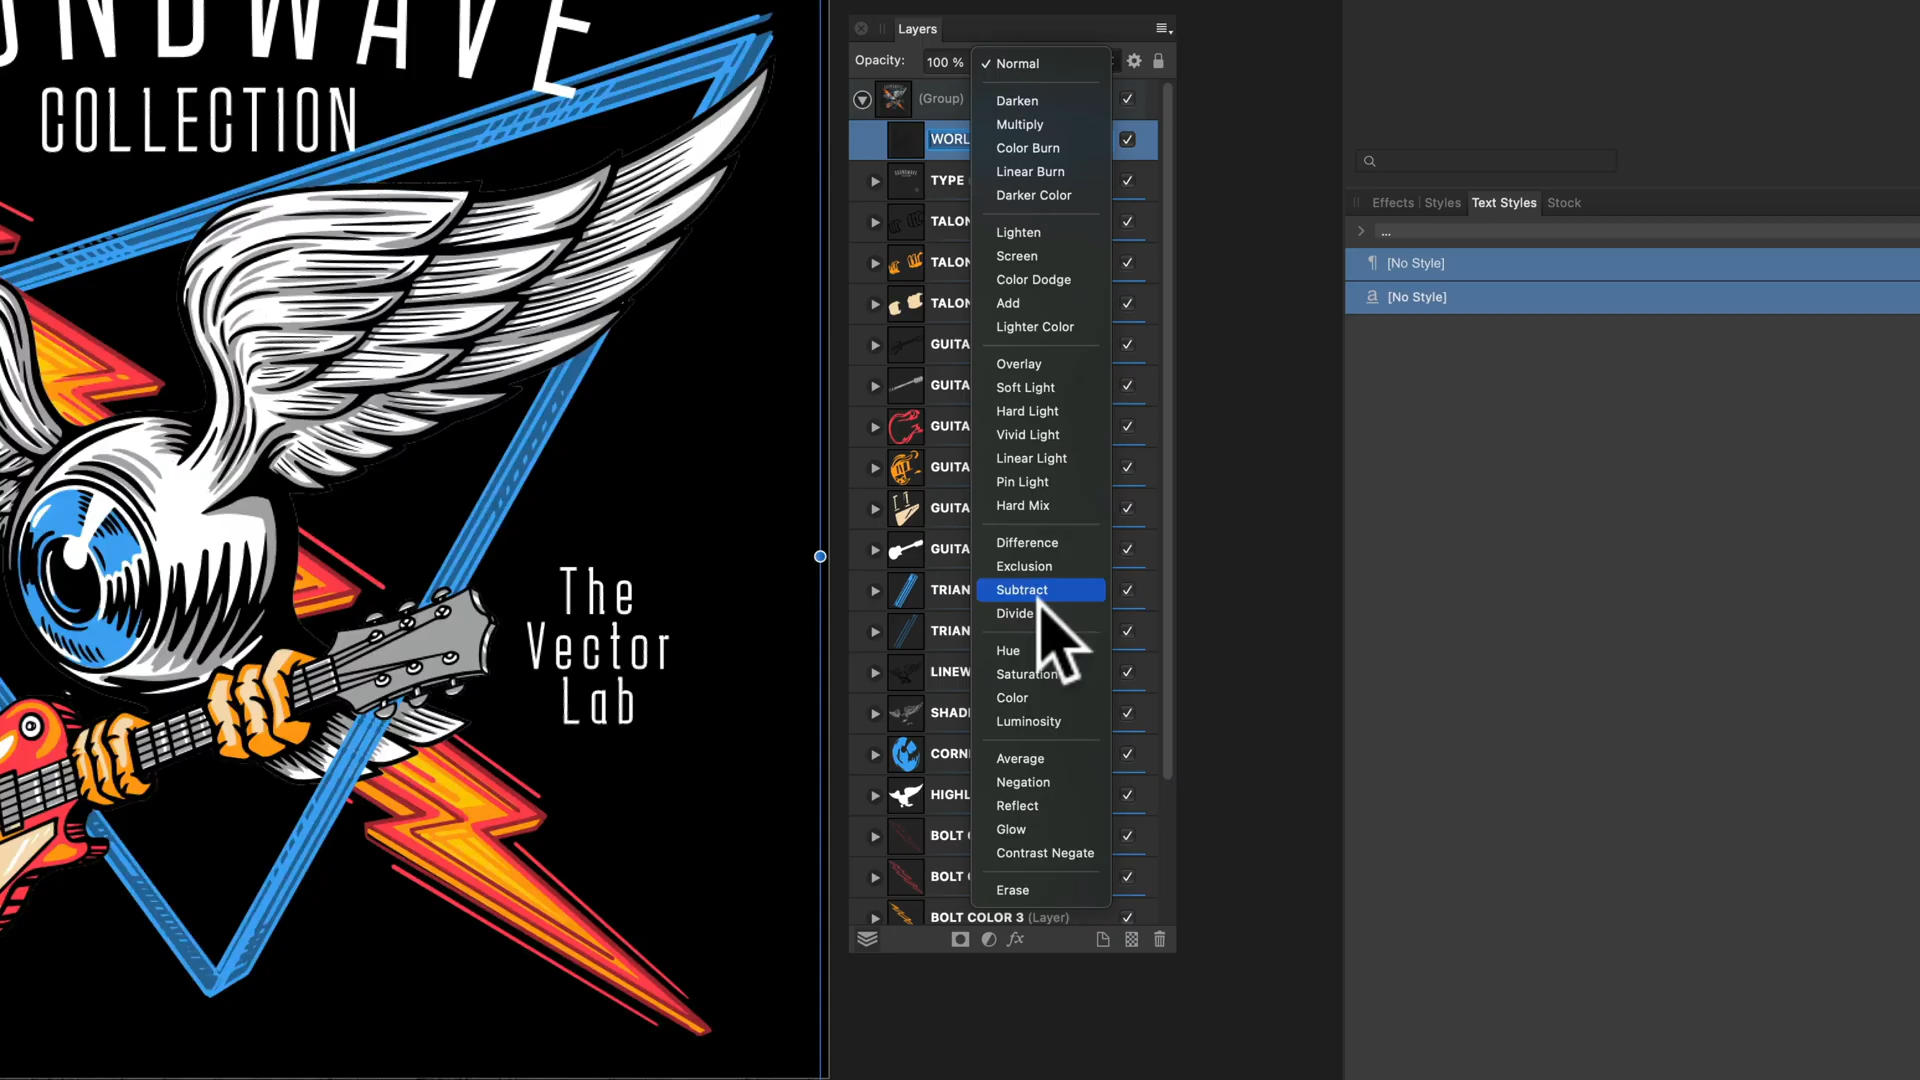 COLLECTION
The
Vector
Lab
Layers
Opacity:
100 %
(Group)
WORL
TYPE
TALON
TALON
TALON
GUITA
GUITA
GUITA
GUITA
GUITA
GUITA
TRIAN
TRIAN
LINEW
SHAD
CORN
HIGHL
BOLT
BOLT
BOLT COLOR 3 (Layer)
Normal
Darken
Multiply
Color Burn
Linear Burn
Darker Color
Lighten
Screen
Color Dodge
Add
Lighter Color
Overlay
Soft Light
Hard Light
Vivid Light
Linear Light
Pin Light
Hard Mix
Difference
Exclusion
Subtract
Divide
Hue
Saturation
Color
Luminosity
Average
Negation
Reflect
Glow
Contrast Negate
Erase
fx
Effects
Styles
Text Styles
Stock
...
¶ [No Style]
a [No Style]